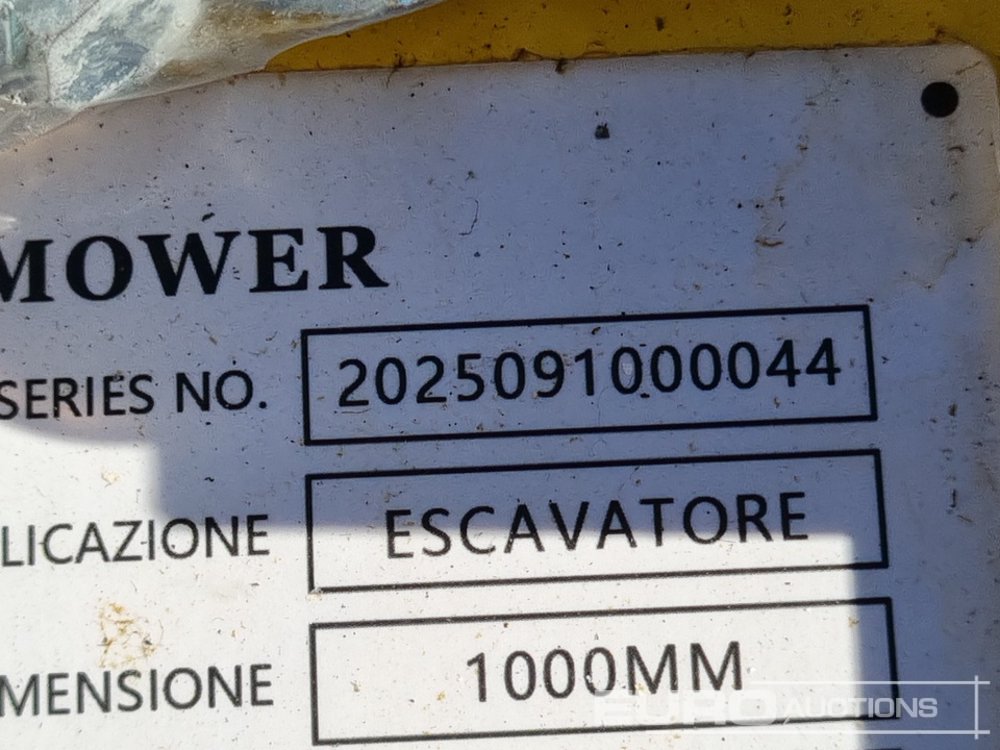 MOWER
SERIES NO. 2025091000044
LICAZIONE ESCAVATORE
MENSIONE 1000MM
EURO AUCTIONS